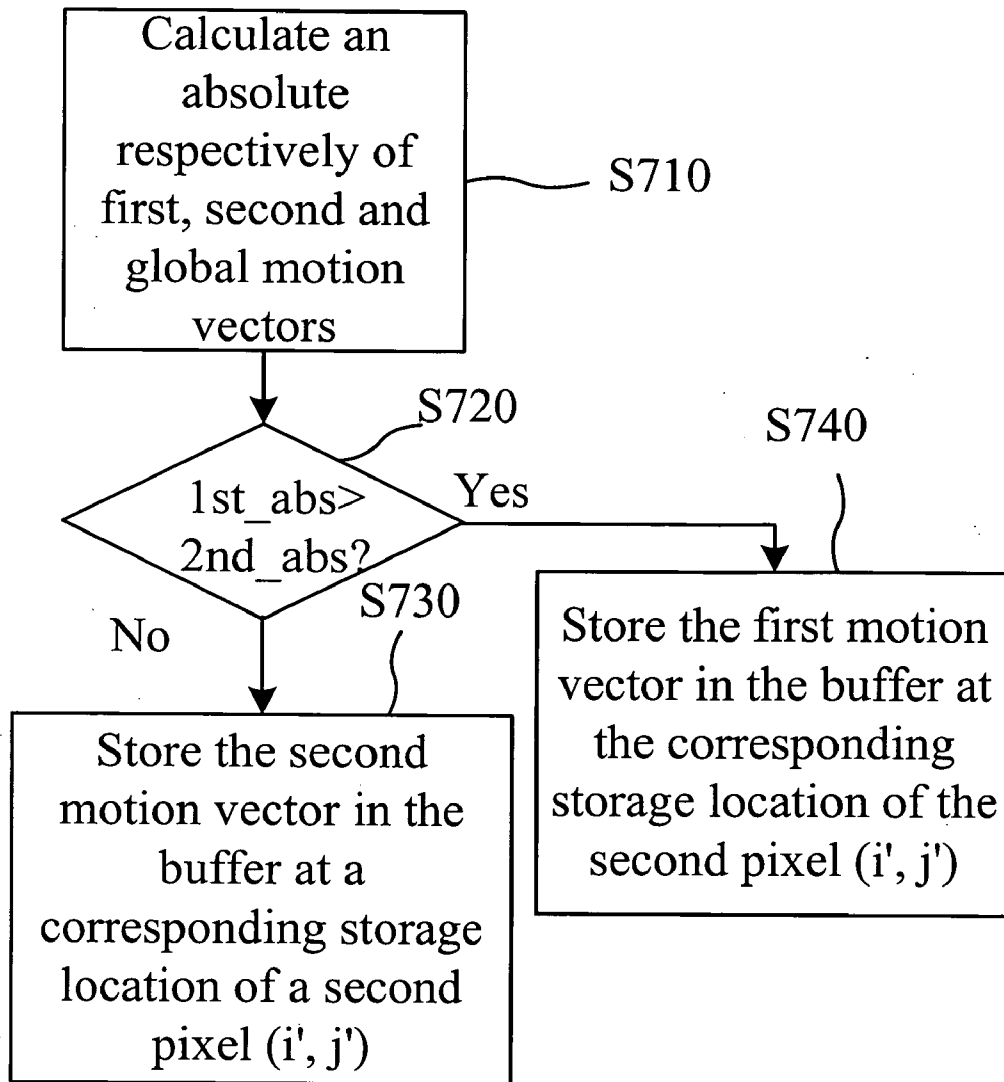 Calculate an
absolute
respectively of
first, second and
global motion
vectors
S710
S720
1st_abs>
2nd_abs?
Yes
No
S730
Store the second
motion vector in the
buffer at a
corresponding storage
location of a second
pixel (i', j')
S740
Store the first motion
vector in the buffer at
the corresponding
storage location of the
second pixel (i', j')